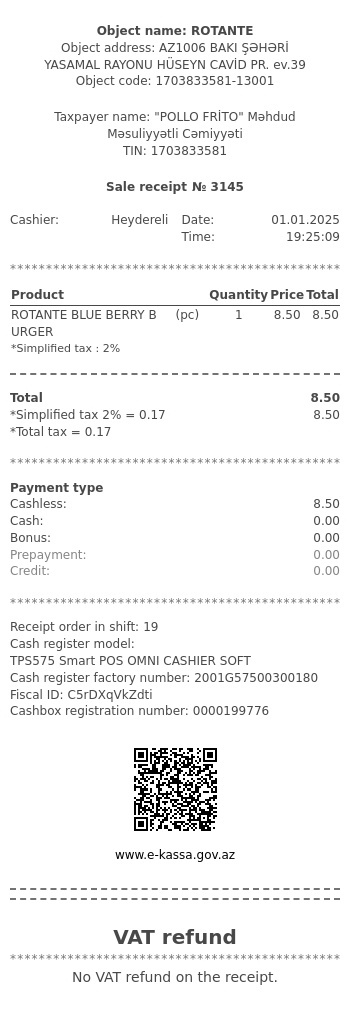 Object name: ROTANTE
Object address: AZ1006 BAKI ŞƏHƏRİ
YASAMAL RAYONU HÜSEYN CAVİD PR. ev.39
Object code: 1703833581-13001
Taxpayer name: "POLLO FRİTO" Məhdud
Məsuliyyətli Cəmiyyəti
TIN: 1703833581
Sale receipt № 3145
Cashier: Heydereli Date: 01.01.2025
Time: 19:25:09
********************************************
Product Quantity Price Total
ROTANTE BLUE BERRY B (pc) 1 8.50 8.50
URGER
*Simplified tax : 2%
Total 8.50
*Simplified tax 2% = 0.17 8.50
*Total tax = 0.17
********************************************
Payment type
Cashless: 8.50
Cash: 0.00
Bonus: 0.00
Prepayment: 0.00
Credit: 0.00
********************************************
Receipt order in shift: 19
Cash register model:
TPS575 Smart POS OMNI CASHIER SOFT
Cash register factory number: 2001G57500300180
Fiscal ID: C5rDXqVkZdti
Cashbox registration number: 0000199776
www.e-kassa.gov.az
VAT refund
********************************************
No VAT refund on the receipt.